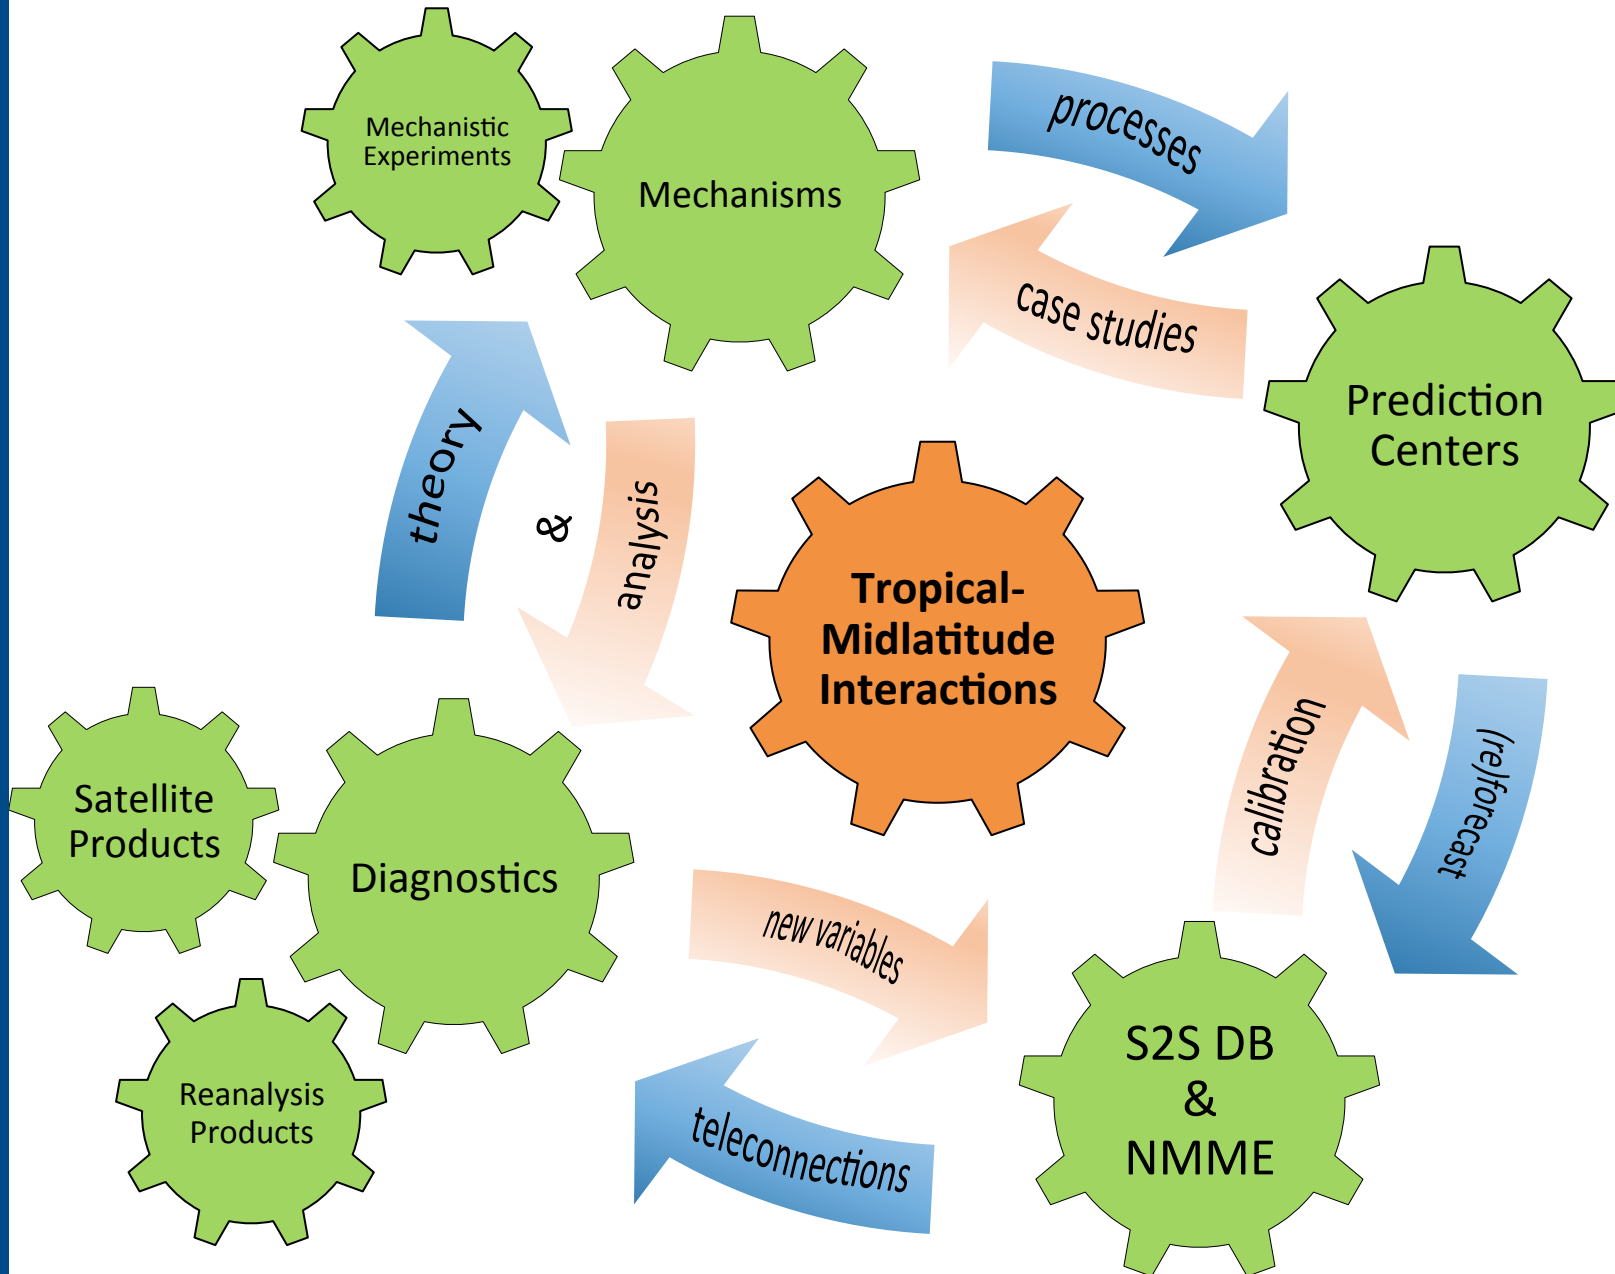 Mechanistic
Experiments
Mechanisms
processes
case studies
Prediction
Centers
theory
&
analysis
Tropical-
Midlatitude
Interactions
calibration
(re)forecast
Satellite
Products
Diagnostics
new variables
Reanalysis
Products
teleconnections
S2S DB
&
NMME